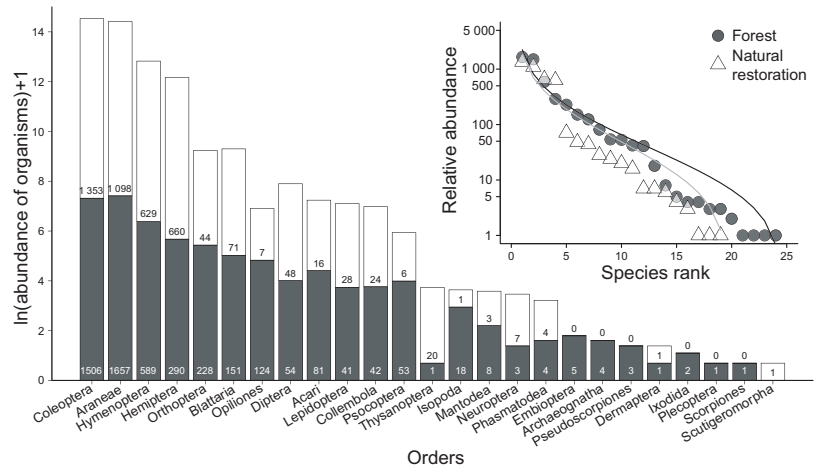 ln(abundance of organisms)+1
14
12
10
8
6
4
2
0
1 353
1 098
629
660
44
71
7
48
16
28
24
6
20
1
3
7
4
0
0
0
1
0
0
0
1
1506
1657
589
290
228
151
124
54
81
41
42
53
1
18
8
3
4
5
4
3
1
2
1
1
Coleoptera
Araneae
Hymenoptera
Hemiptera
Orthoptera
Blattaria
Opiliones
Diptera
Acari
Lepidoptera
Collembola
Psocoptera
Thysanoptera
Isopoda
Mantodea
Neuroptera
Phasmatodea
Embioptera
Archaeognatha
Pseudoscorpiones
Dermaptera
Ixodida
Plecoptera
Scorpiones
Scutigeromorpha
Orders
Relative abundance
5 000
1 000
500
100
50
10
5
1
0
5
10
15
20
25
Species rank
Forest
Natural
restoration